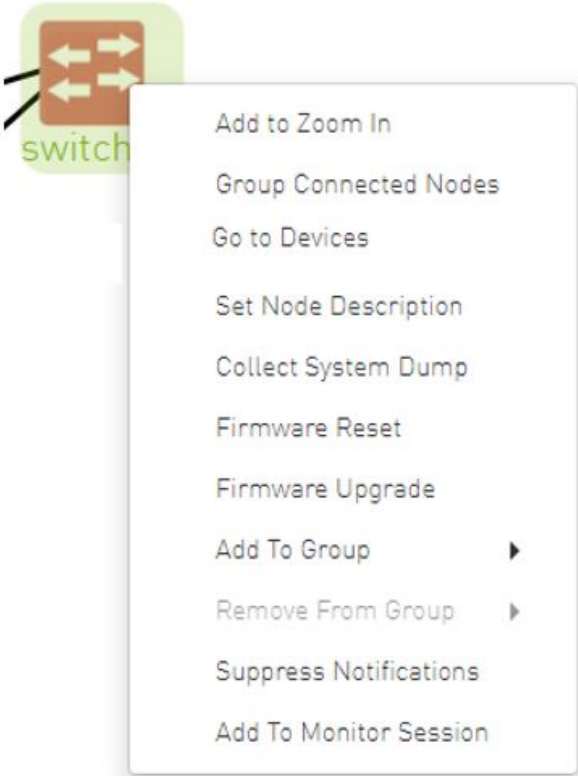 switch
Add to Zoom In
Group Connected Nodes
Go to Devices
Set Node Description
Collect System Dump
Firmware Reset
Firmware Upgrade
Add To Group
Remove From Group
Suppress Notifications
Add To Monitor Session